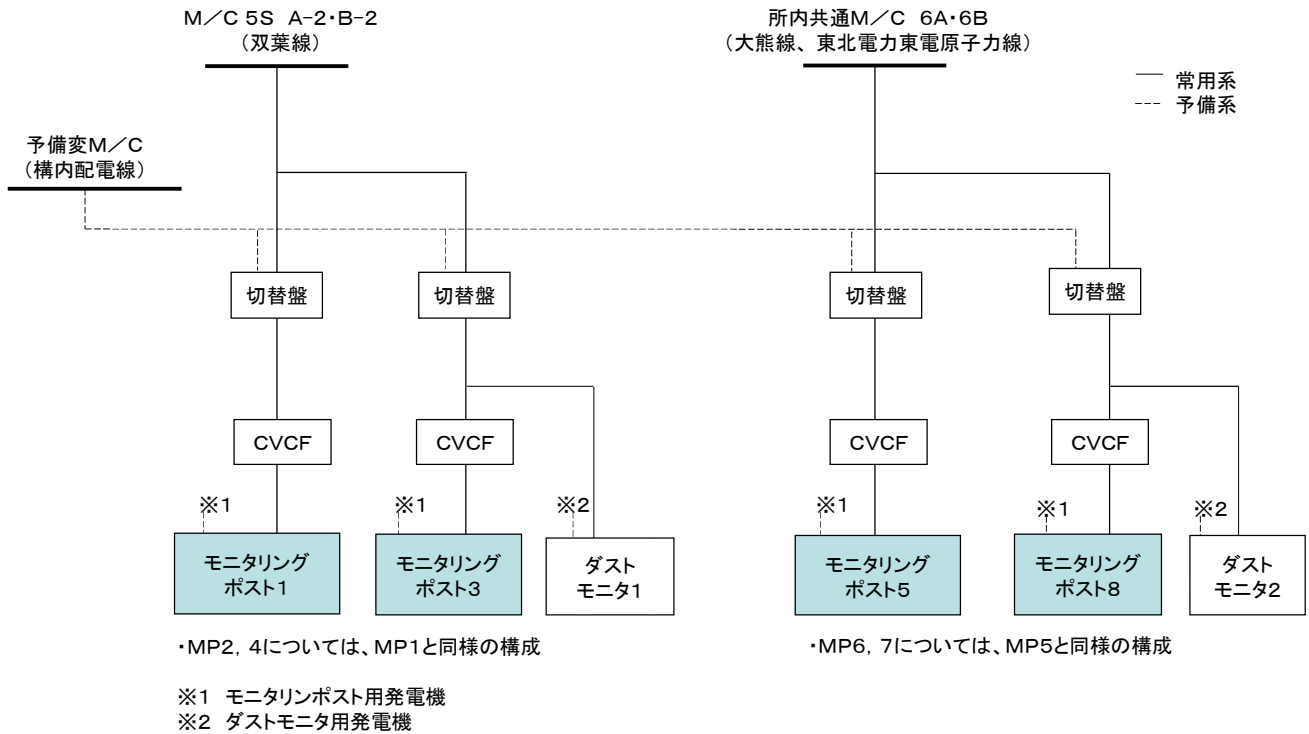 M／C 5S A-2・B-2
（双葉線）
所内共通M／C 6A・6B
（大熊線、東北電力東電原子力線）
常用系
予備系
予備変M／C
（構内配電線）
切替盤
切替盤
切替盤
切替盤
CVCF
CVCF
CVCF
CVCF
※1
※1
※2
※1
※1
※2
モニタリング
ポスト1
モニタリング
ポスト3
ダスト
モニタ1
モニタリング
ポスト5
モニタリング
ポスト8
ダスト
モニタ2
・MP2，4については、MP1と同様の構成
・MP6，7については、MP5と同様の構成
※1 モニタリンポスト用発電機
※2 ダストモニタ用発電機